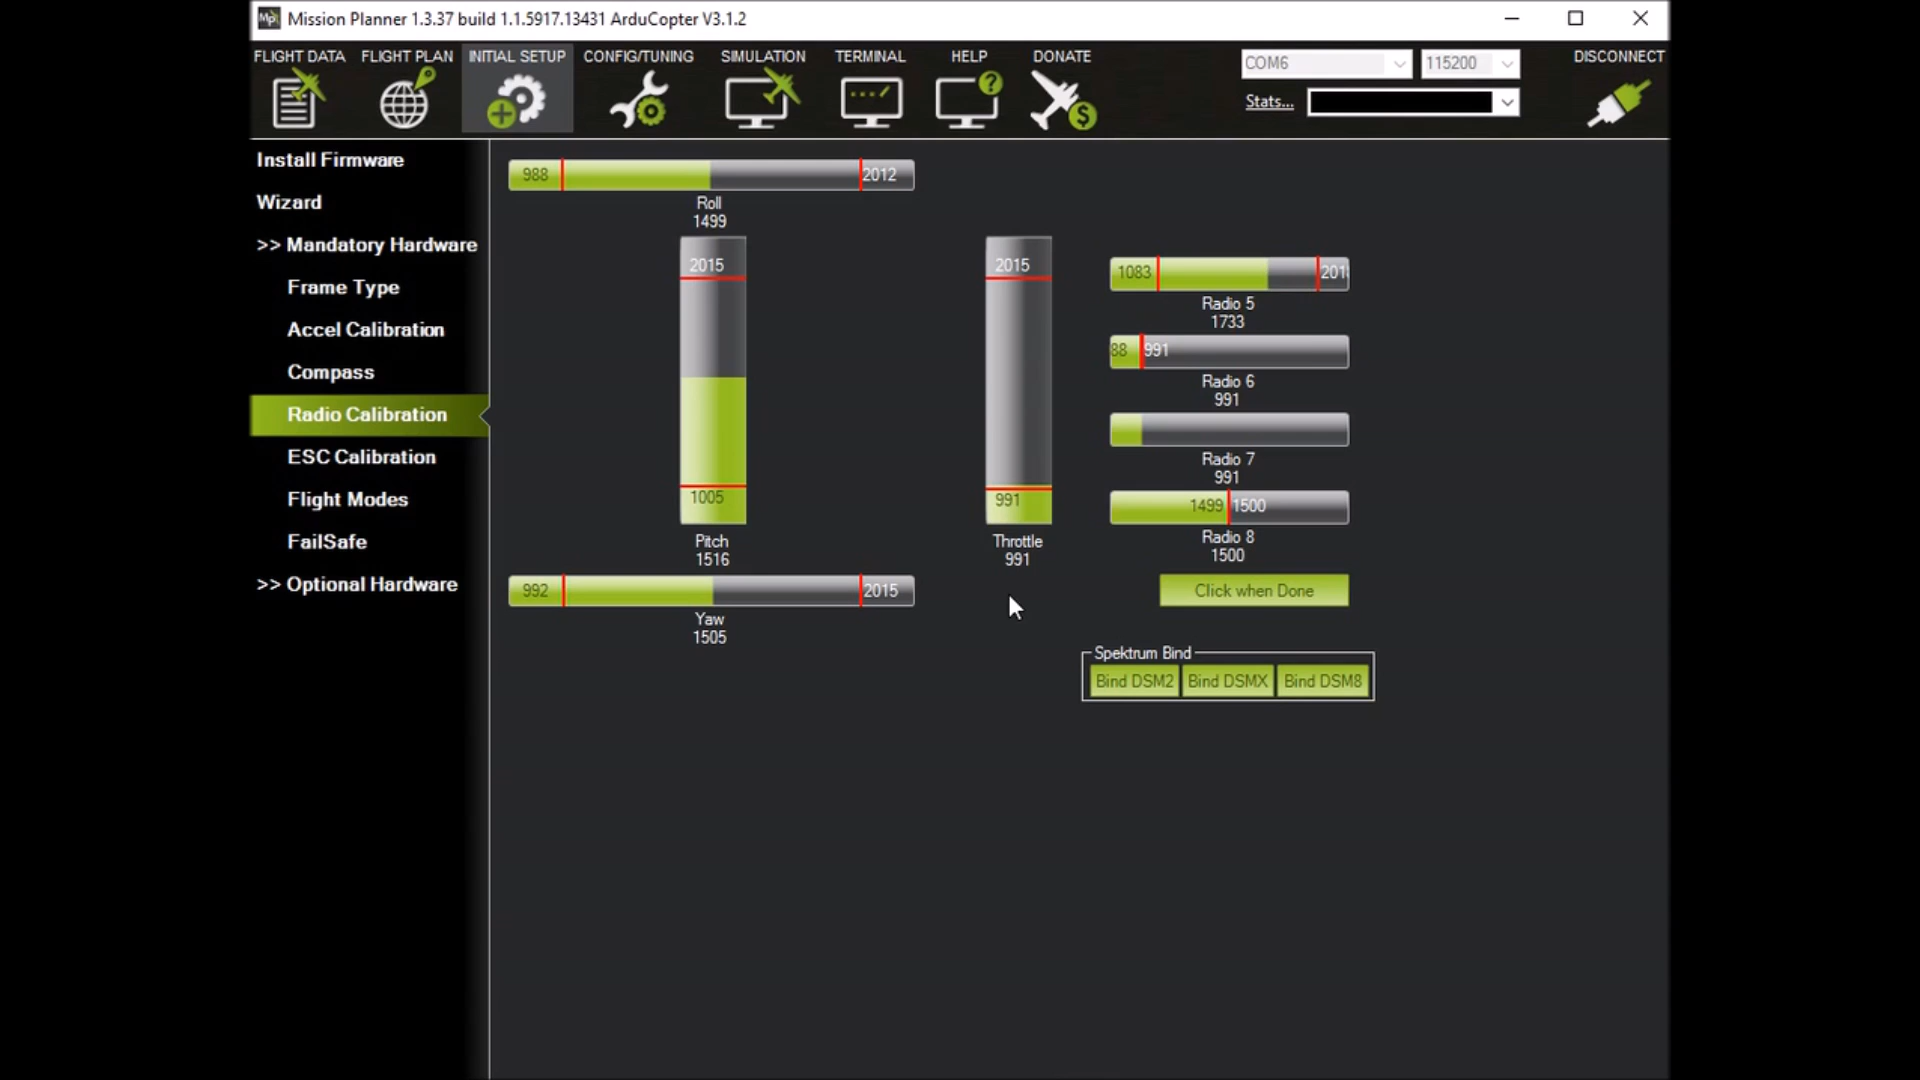 Mission Planner 1.3.37 build 1.1.5917.13431 ArduCopter V3.1.2
FLIGHT DATA FLIGHT PLAN INITIAL SETUP CONFIG/TUNING SIMULATION TERMINAL HELP DONATE
COM6 115200 DISCONNECT
Stats...
Install Firmware
Wizard
>> Mandatory Hardware
Frame Type
Accel Calibration
Compass
Radio Calibration
ESC Calibration
Flight Modes
FailSafe
>> Optional Hardware
988 2012
Roll
1499
2015
1005
Pitch
1516
992 2015
Yaw
1505
2015
991
Throttle
991
1083
Radio 5
1733
88 991
Radio 6
991
Radio 7
991
1499 1500
Radio 8
1500
Click when Done
Spektrum Bind
Bind DSM2 Bind DSMX Bind DSM8